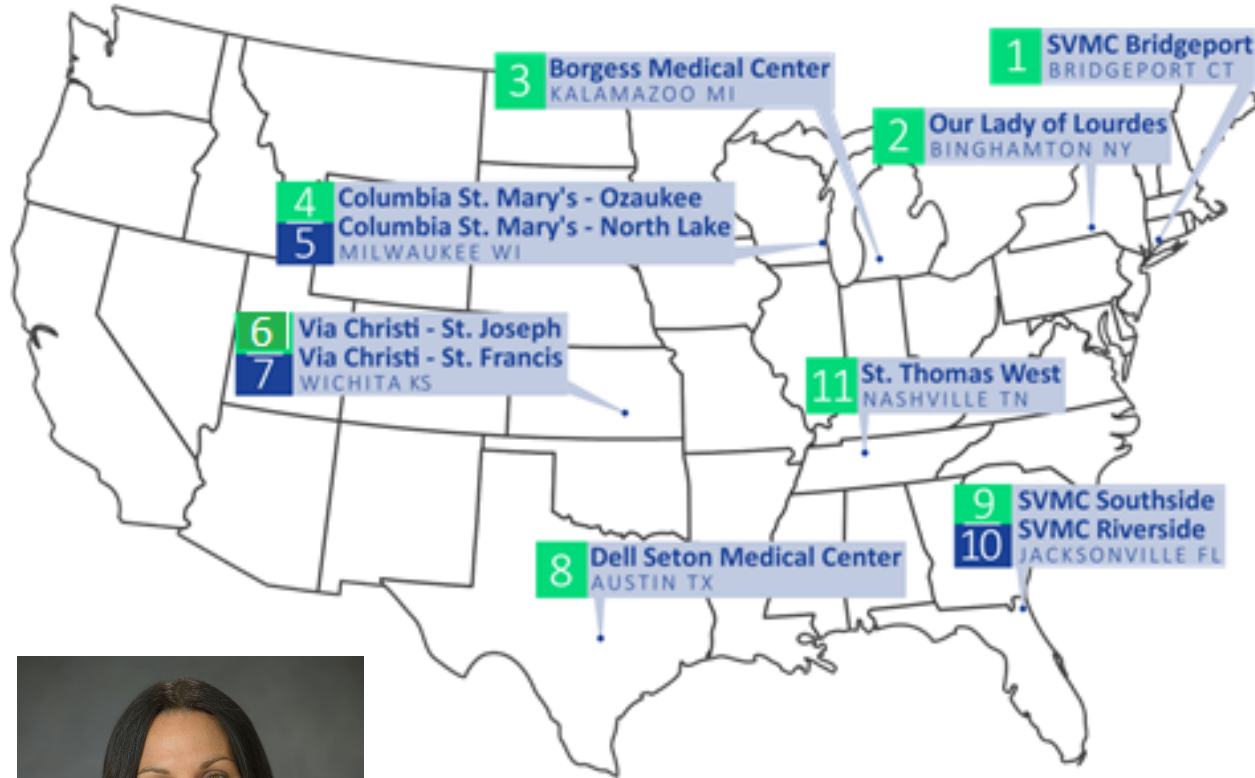 1
SVMC Bridgeport
BRIDGEPORT CT
2
Our Lady of Lourdes
BINGHAMTON NY
3
Borgess Medical Center
KALAMAZOO MI
4
Columbia St. Mary's - Ozaukee
5
Columbia St. Mary's - North Lake
MILWAUKEE WI
6
Via Christi - St. Joseph
7
Via Christi - St. Francis
WICHITA KS
11
St. Thomas West
NASHVILLE TN
9
SVMC Southside
10
SVMC Riverside
JACKSONVILLE FL
8
Dell Seton Medical Center
AUSTIN TX